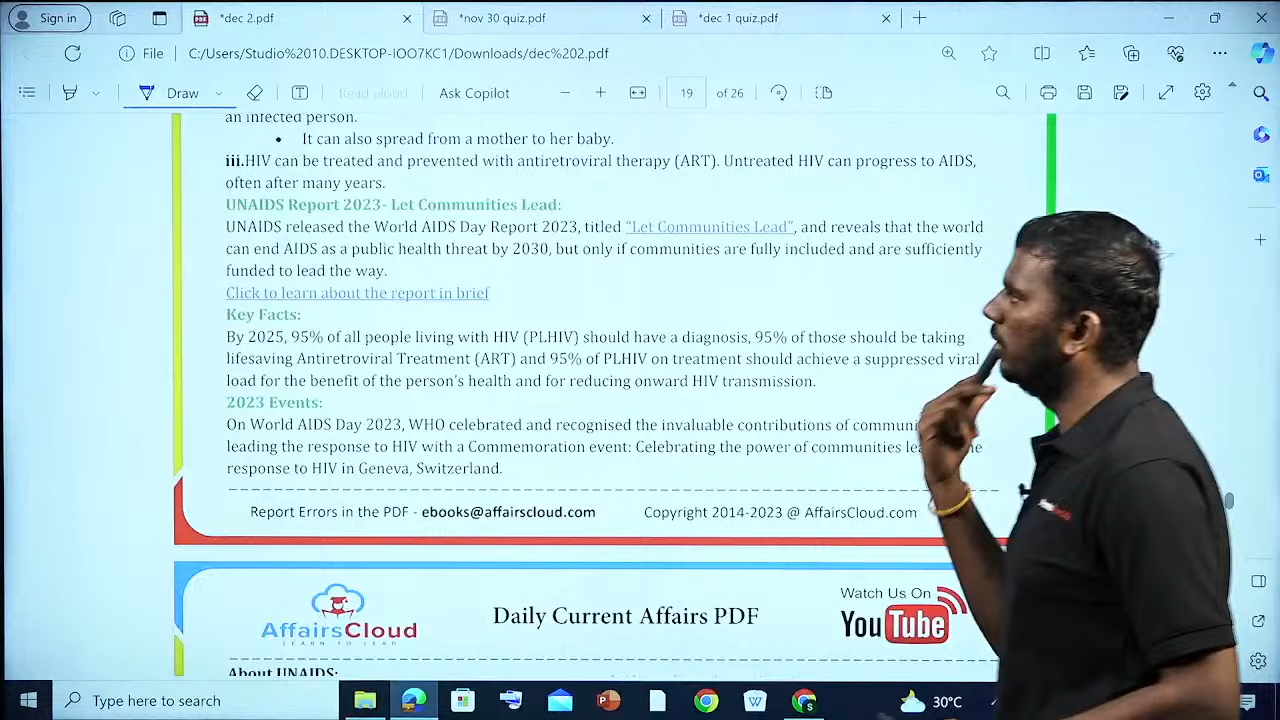 Sign in
*dec 2.pdf
*nov 30 quiz.pdf
*dec 1 quiz.pdf
File
C:/Users/Studio%2010.DESKTOP-IOO7KC1/Downloads/dec%202.pdf
Draw
Read aloud
Ask Copilot
19 of 26
an infected person.
• It can also spread from a mother to her baby.
iii.HIV can be treated and prevented with antiretroviral therapy (ART). Untreated HIV can progress to AIDS,
often after many years.
UNAIDS Report 2023- Let Communities Lead:
UNAIDS released the World AIDS Day Report 2023, titled “Let Communities Lead”, and reveals that the world
can end AIDS as a public health threat by 2030, but only if communities are fully included and are sufficiently
funded to lead the way.
Click to learn about the report in brief
Key Facts:
By 2025, 95% of all people living with HIV (PLHIV) should have a diagnosis, 95% of those should be taking
lifesaving Antiretroviral Treatment (ART) and 95% of PLHIV on treatment should achieve a suppressed viral
load for the benefit of the person’s health and for reducing onward HIV transmission.
2023 Events:
On World AIDS Day 2023, WHO celebrated and recognised the invaluable contributions of
leading the response to HIV with a Commemoration event: Celebrating the power of communities
response to HIV in Geneva, Switzerland.
Report Errors in the PDF - ebooks@affairscloud.com Copyright 2014-2023 @ AffairsCloud.com
AffairsCloud
LEARN TO LEAD
Daily Current Affairs PDF
Watch Us On
YouTube
About UNAIDS:
Type here to search
30°C